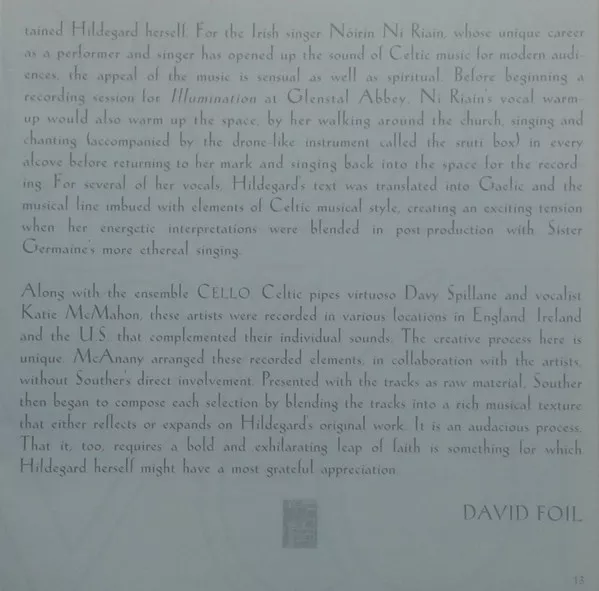 tained Hildegard herself. For the Irish singer Nóirín Ní Riain, whose unique career
as a performer and singer has opened up the sound of Celtic music for modern audi-
ences, the appeal of the music is sensual as well as spiritual. Before beginning a
recording session for Illumination at Glenstal Abbey, Ní Riain's vocal warm-
up would also warm up the space, by her walking around the church, singing and
chanting (accompanied by the drone-like instrument called the sruti box) in every
alcove before returning to her mark and singing back into the space for the record-
ing. For several of her vocals, Hildegard's text was translated into Gaelic and the
musical line imbued with elements of Celtic musical style, creating an exciting tension
when her energetic interpretations were blended in post-production with Sister
Germaine's more ethereal singing.
Along with the ensemble CELLO, Celtic pipes virtuoso Davy Spillane and vocalist
Katie McMahon, these artists were recorded in various locations in England, Ireland
and the U.S. that complemented their individual sounds. The creative process here is
unique. McAnany arranged these recorded elements, in collaboration with the artists,
without Souther's direct involvement. Presented with the tracks as raw material, Souther
then began to compose each selection by blending the tracks into a rich musical texture
that either reflects or expands on Hildegard's original work. It is an audacious process.
That it, too, requires a bold and exhilarating leap of faith is something for which
Hildegard herself might have a most grateful appreciation.
DAVID FOIL
13